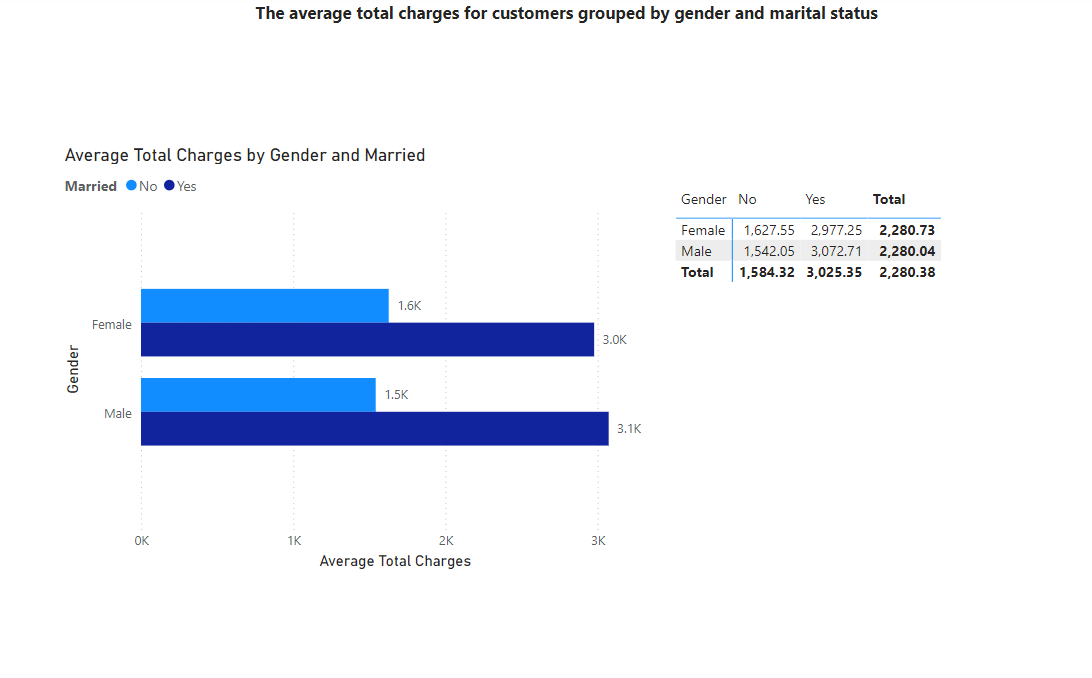 The average total charges for customers grouped by gender and marital status
Average Total Charges by Gender and Married
Married No Yes
Gender No Yes Total
Female 1,627.55 2,977.25 2,280.73
Male 1,542.05 3,072.71 2,280.04
Total 1,584.32 3,025.35 2,280.38
Gender
Female
1.6K
3.0K
Male
1.5K
3.1K
0K 1K 2K 3K
Average Total Charges